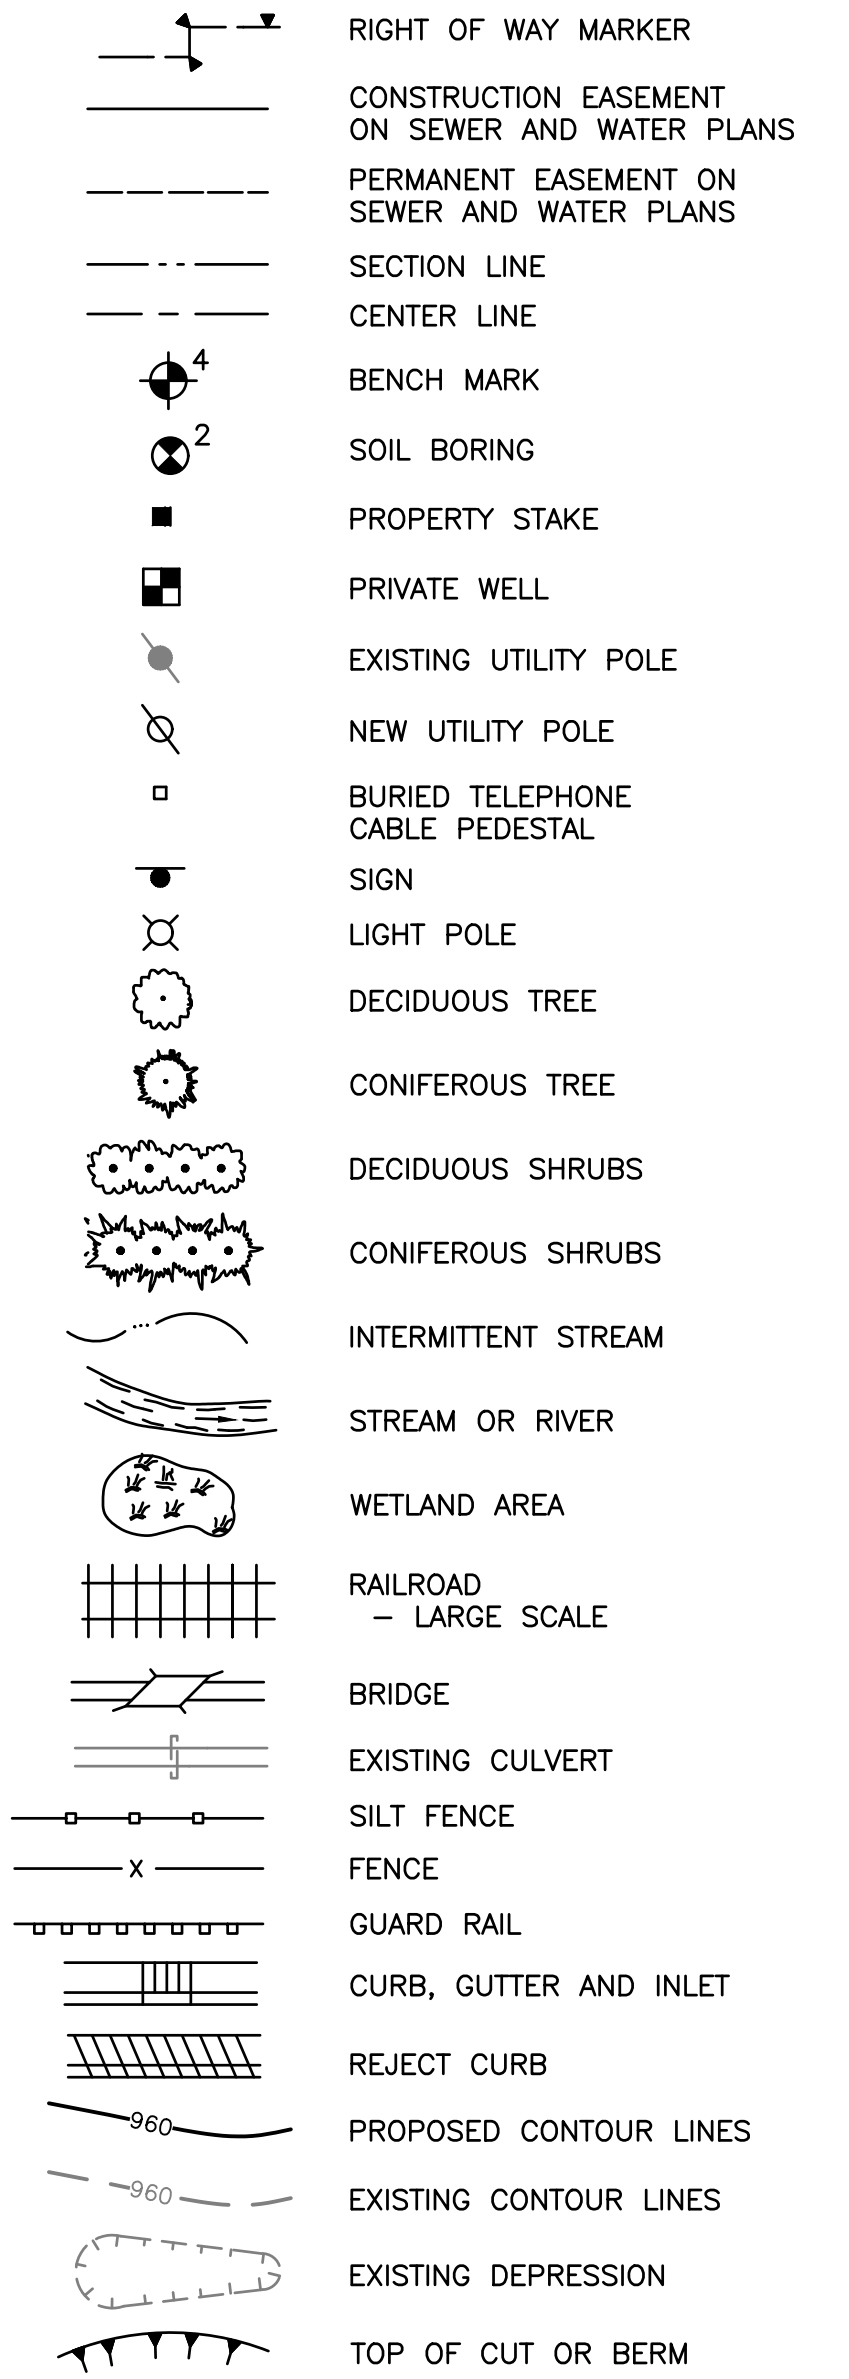 RIGHT OF WAY MARKER
CONSTRUCTION EASEMENT
ON SEWER AND WATER PLANS
PERMANENT EASEMENT ON
SEWER AND WATER PLANS
SECTION LINE
CENTER LINE
4
BENCH MARK
2
SOIL BORING
PROPERTY STAKE
PRIVATE WELL
EXISTING UTILITY POLE
NEW UTILITY POLE
BURIED TELEPHONE
CABLE PEDESTAL
SIGN
LIGHT POLE
DECIDUOUS TREE
CONIFEROUS TREE
DECIDUOUS SHRUBS
CONIFEROUS SHRUBS
INTERMITTENT STREAM
STREAM OR RIVER
WETLAND AREA
RAILROAD
– LARGE SCALE
BRIDGE
EXISTING CULVERT
SILT FENCE
X FENCE
GUARD RAIL
CURB, GUTTER AND INLET
REJECT CURB
960 PROPOSED CONTOUR LINES
960 EXISTING CONTOUR LINES
EXISTING DEPRESSION
TOP OF CUT OR BERM